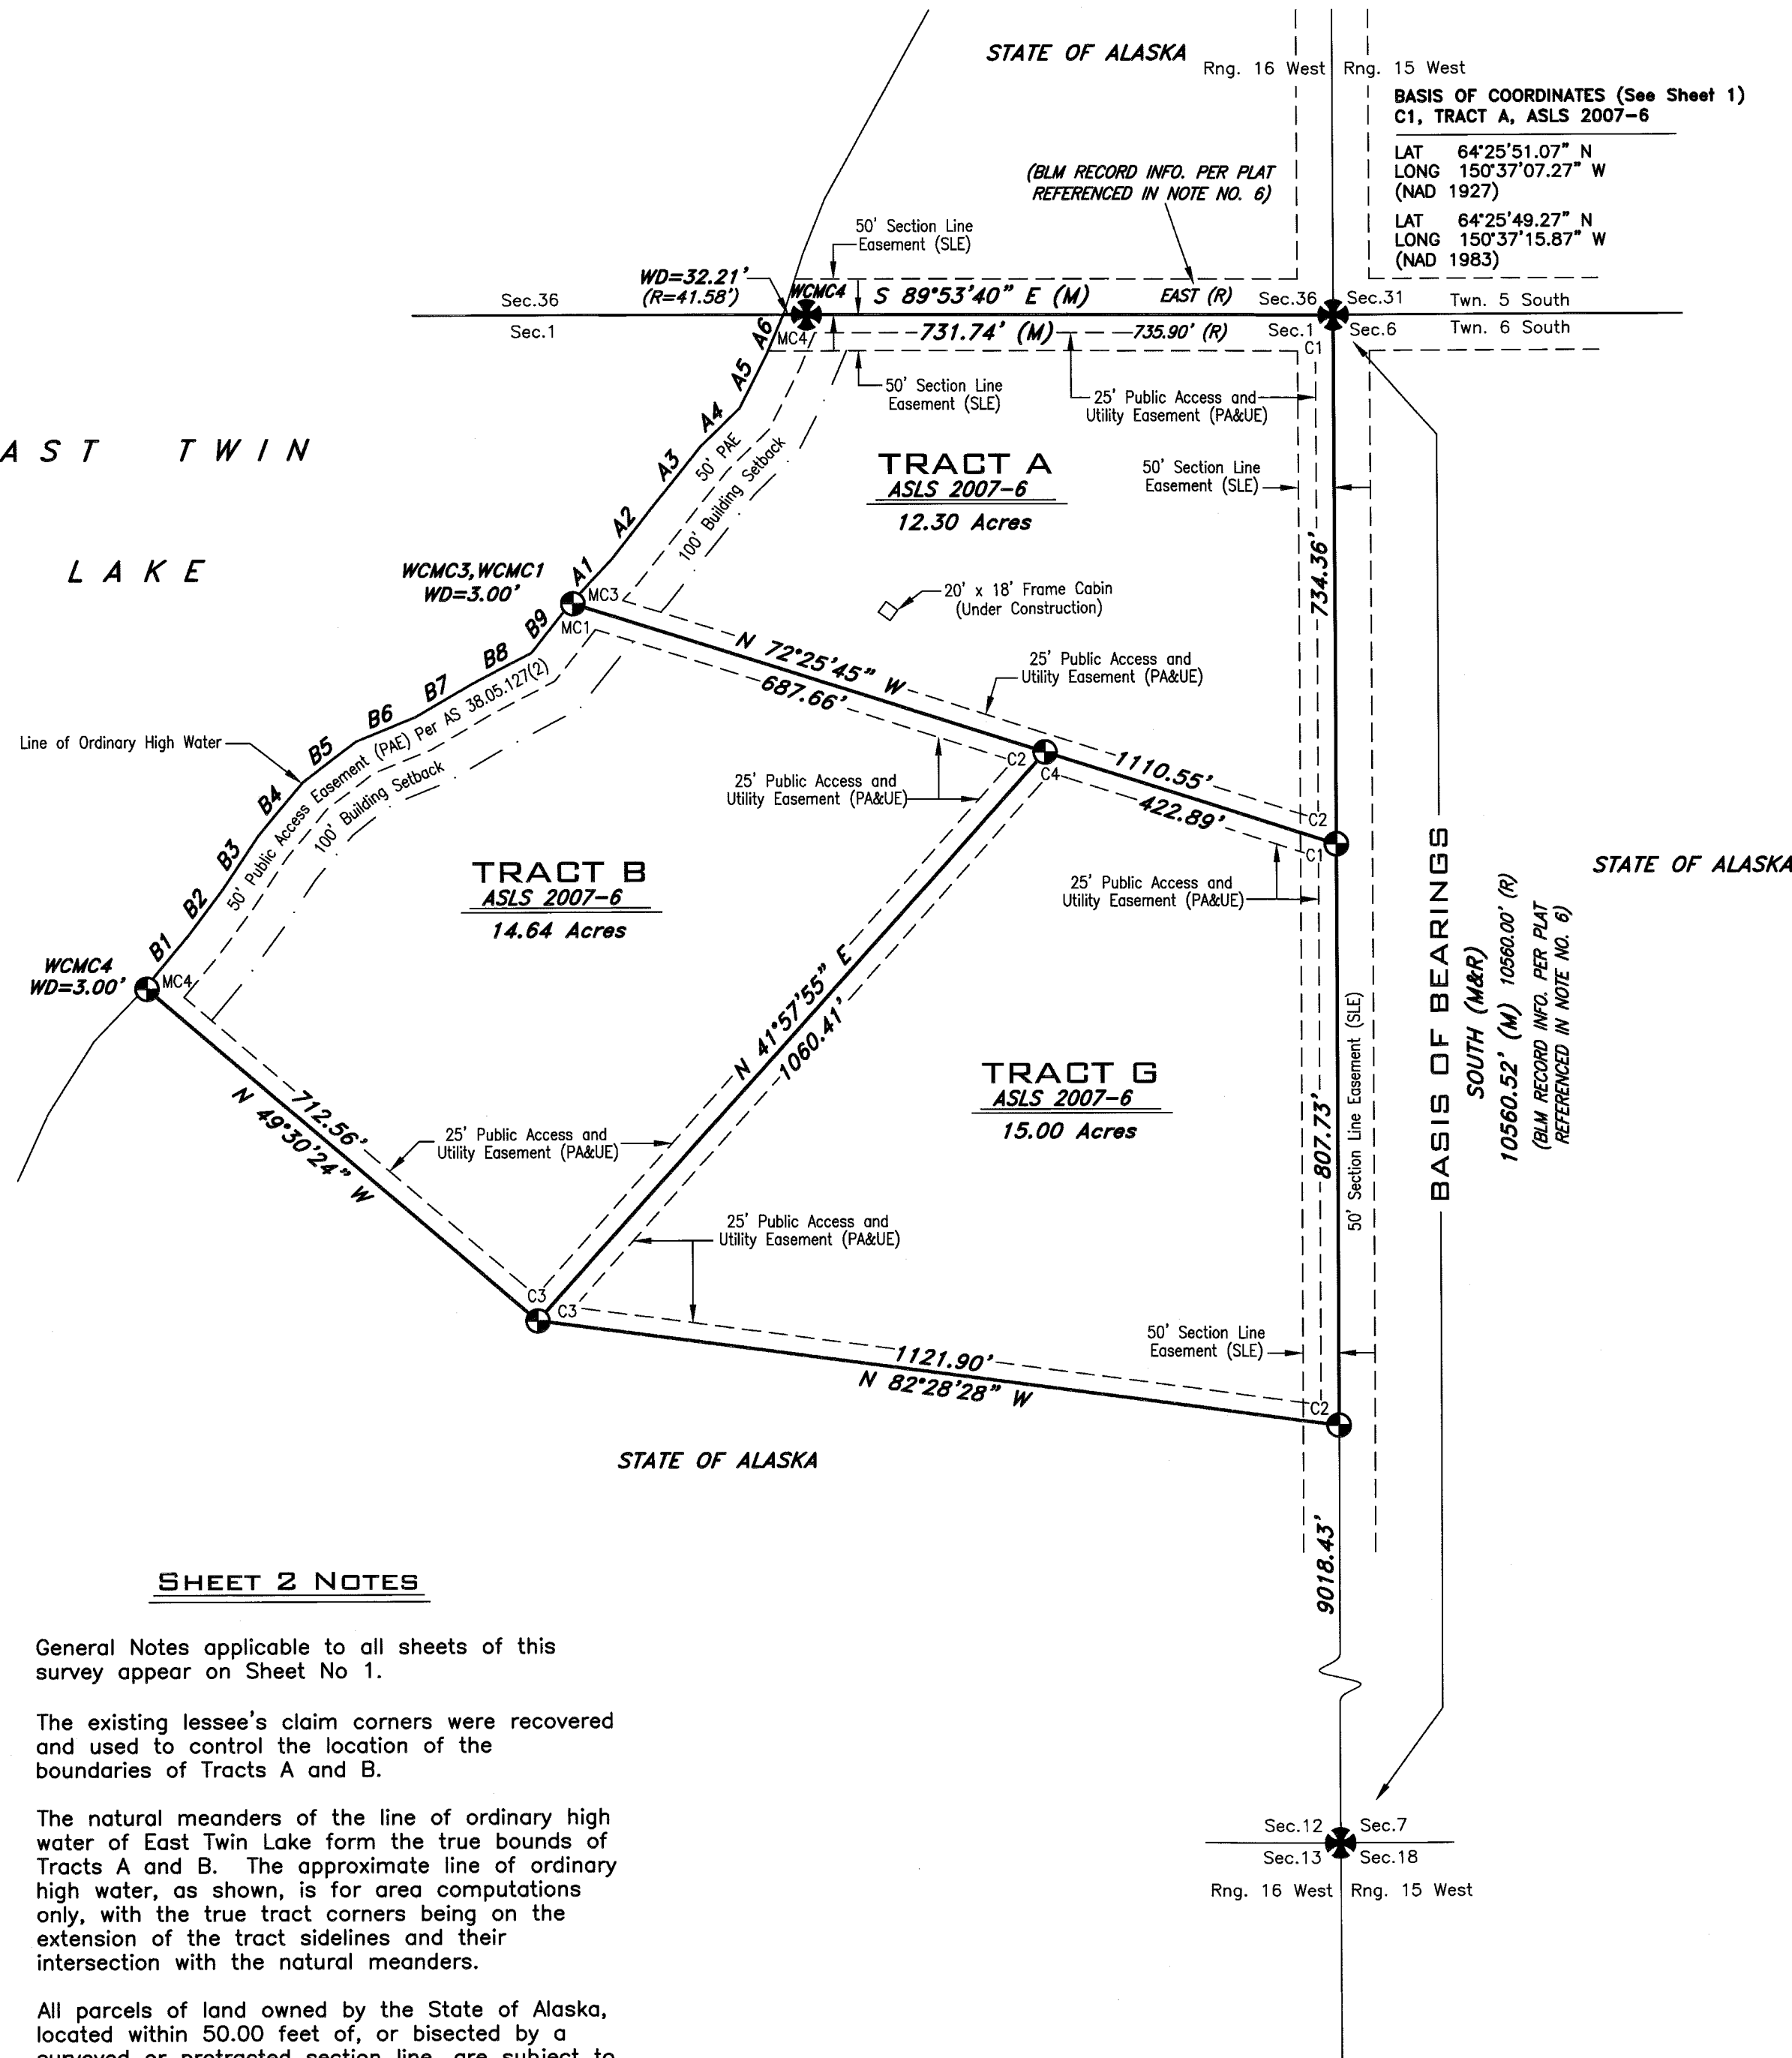 STATE OF ALASKA
Rng. 16 West
Rng. 15 West
BASIS OF COORDINATES (See Sheet 1)
C1, TRACT A, ASLS 2007-6
LAT 64°25'51.07" N
LONG 150°37'07.27" W
(NAD 1927)
LAT 64°25'49.27" N
LONG 150°37'15.87" W
(NAD 1983)
(BLM RECORD INFO. PER PLAT
REFERENCED IN NOTE NO. 6)
50' Section Line
Easement (SLE)
WD=32.21'
(R=41.58')
WCMC4
S 89°53'40" E (M)
EAST (R)
Sec.36
Sec.36
Sec.31
Twn. 5 South
Sec.1
MC4
731.74' (M)
735.90' (R)
Sec.1
Sec.6
Twn. 6 South
C1
A6
A5
A4
A3
A2
A1
50' Section Line
Easement (SLE)
25' Public Access and
Utility Easement (PA&UE)
50' PAE
100' Building Setback
AST TWIN
LAKE
TRACT A
ASLS 2007-6
12.30 Acres
50' Section Line
Easement (SLE)
734.36'
WCMC3, WCMC1
WD=3.00'
MC3
MC1
20' x 18' Frame Cabin
(Under Construction)
N 72°25'45" W
687.66'
25' Public Access and
Utility Easement (PA&UE)
1110.55'
422.89'
C2
C4
C2
C1
B9
B8
B7
B6
B5
B4
B3
B2
B1
Line of Ordinary High Water
50' Public Access Easement (PAE) Per AS 38.05.127(2)
100' Building Setback
25' Public Access and
Utility Easement (PA&UE)
TRACT B
ASLS 2007-6
14.64 Acres
25' Public Access and
Utility Easement (PA&UE)
STATE OF ALASKA
WCMC4
WD=3.00'
MC4
N 41°57'55" E
1060.41'
TRACT G
ASLS 2007-6
15.00 Acres
807.73'
50' Section Line Easement (SLE)
BASIS OF BEARINGS
SOUTH (M&R)
10560.52' (M) 10560.00' (R)
(BLM RECORD INFO. PER PLAT
REFERENCED IN NOTE NO. 6)
712.56'
N 49°30'24" W
25' Public Access and
Utility Easement (PA&UE)
25' Public Access and
Utility Easement (PA&UE)
C3
C3
1121.90'
N 82°28'28" W
50' Section Line
Easement (SLE)
C2
STATE OF ALASKA
9018.43'
SHEET 2 NOTES
General Notes applicable to all sheets of this
survey appear on Sheet No 1.
The existing lessee's claim corners were recovered
and used to control the location of the
boundaries of Tracts A and B.
The natural meanders of the line of ordinary high
water of East Twin Lake form the true bounds of
Tracts A and B. The approximate line of ordinary
high water, as shown, is for area computations
only, with the true tract corners being on the
extension of the tract sidelines and their
intersection with the natural meanders.
All parcels of land owned by the State of Alaska,
located within 50.00 feet of, or bisected by a
surveyed or protracted section line, are subject to
Sec.12
Sec.7
Sec.13
Sec.18
Rng. 16 West
Rng. 15 West